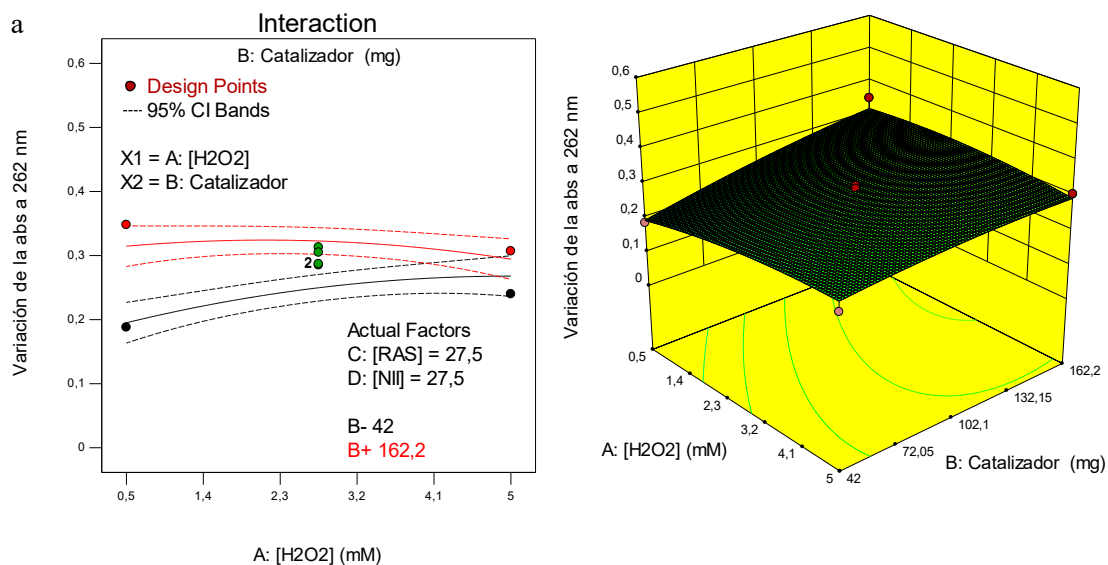 a
Interaction
B: Catalizador (mg)
Design Points
95% CI Bands
X1 = A: [H2O2]
X2 = B: Catalizador
Variación de la abs a 262 nm
0,6
0,5
0,4
0,3
0,2
0,1
0
2
Actual Factors
C: [RAS] = 27,5
D: [NII] = 27,5
B- 42
B+ 162,2
0,5
1,4
2,3
3,2
4,1
5
A: [H2O2] (mM)
Variación de la abs a 262 nm
0,6
0,5
0,4
0,3
0,2
0,1
0
0,5
1,4
2,3
3,2
4,1
5
A: [H2O2] (mM)
42
72,05
102,1
132,15
162,2
B: Catalizador (mg)